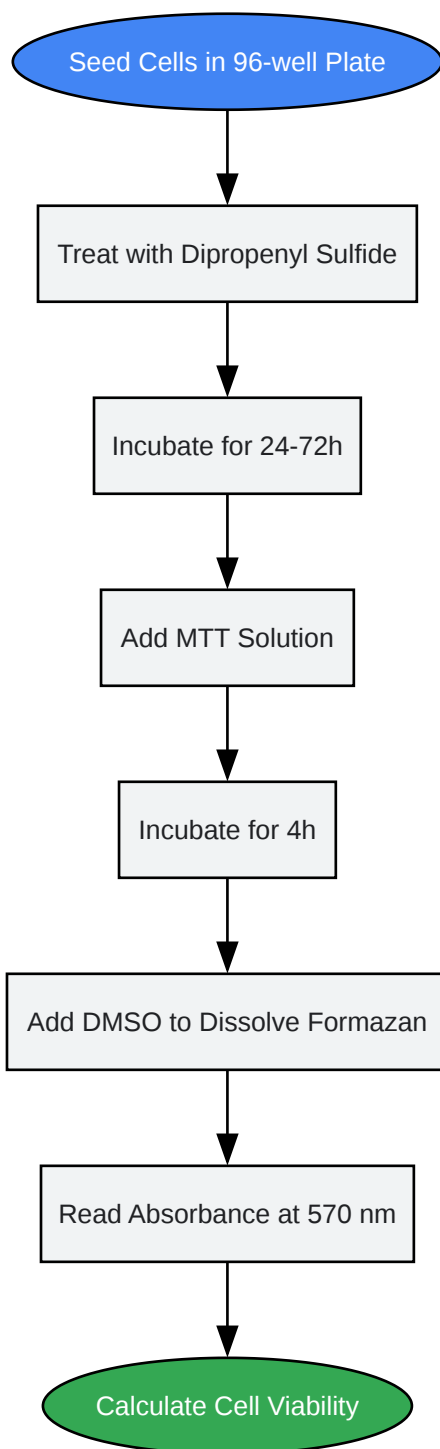 Seed Cells in 96-well Plate
Treat with Dipropenyl Sulfide
Incubate for 24-72h
Add MTT Solution
Incubate for 4h
Add DMSO to Dissolve Formazan
Read Absorbance at 570 nm
Calculate Cell Viability